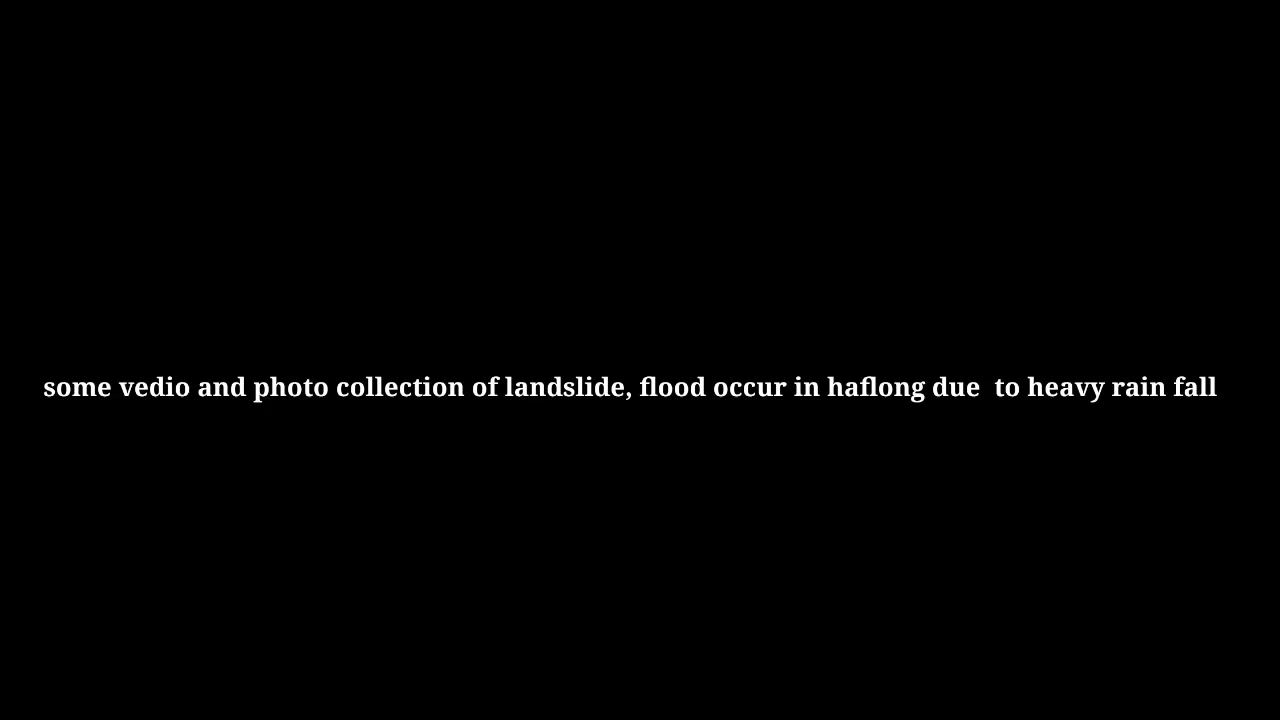 some vedio and photo collection of landslide, flood occur in haflong due  to heavy rain fall